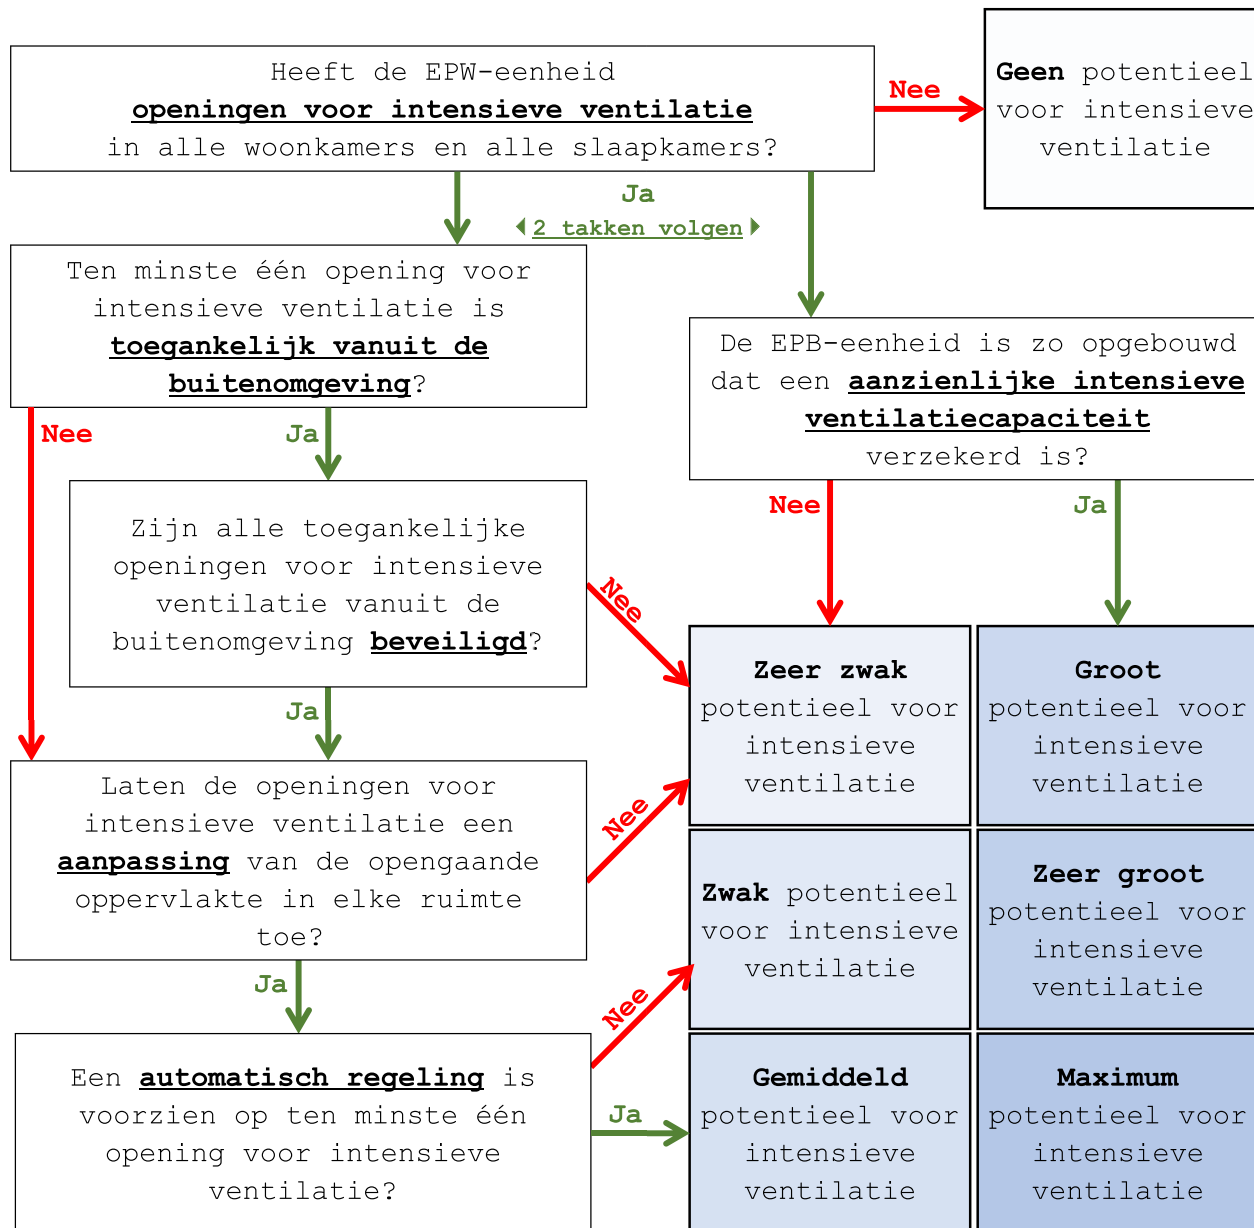 Heeft de EPW-eenheid
openingen voor intensieve ventilatie
in alle woonkamers en alle slaapkamers?
Nee
Geen potentieel
voor intensieve
ventilatie
Ja
2 takken volgen
Ten minste één opening voor
intensieve ventilatie is
toegankelijk vanuit de
buitenomgeving?
De EPB-eenheid is zo opgebouwd
dat een aanzienlijke intensieve
ventilatiecapaciteit
verzekerd is?
Nee
Ja
Nee
Ja
Zijn alle toegankelijke
openingen voor intensieve
ventilatie vanuit de
buitenomgeving beveiligd?
Nee
Ja
Zeer zwak
potentieel voor
intensieve
ventilatie
Groot
potentieel voor
intensieve
ventilatie
Laten de openingen voor
intensieve ventilatie een
aanpassing van de opengaande
oppervlakte in elke ruimte
toe?
Nee
Ja
Zwak potentieel
voor intensieve
ventilatie
Zeer groot
potentieel voor
intensieve
ventilatie
Een automatisch regeling is
voorzien op ten minste één
opening voor intensieve
ventilatie?
Nee
Ja
Gemiddeld
potentieel voor
intensieve
ventilatie
Maximum
potentieel voor
intensieve
ventilatie